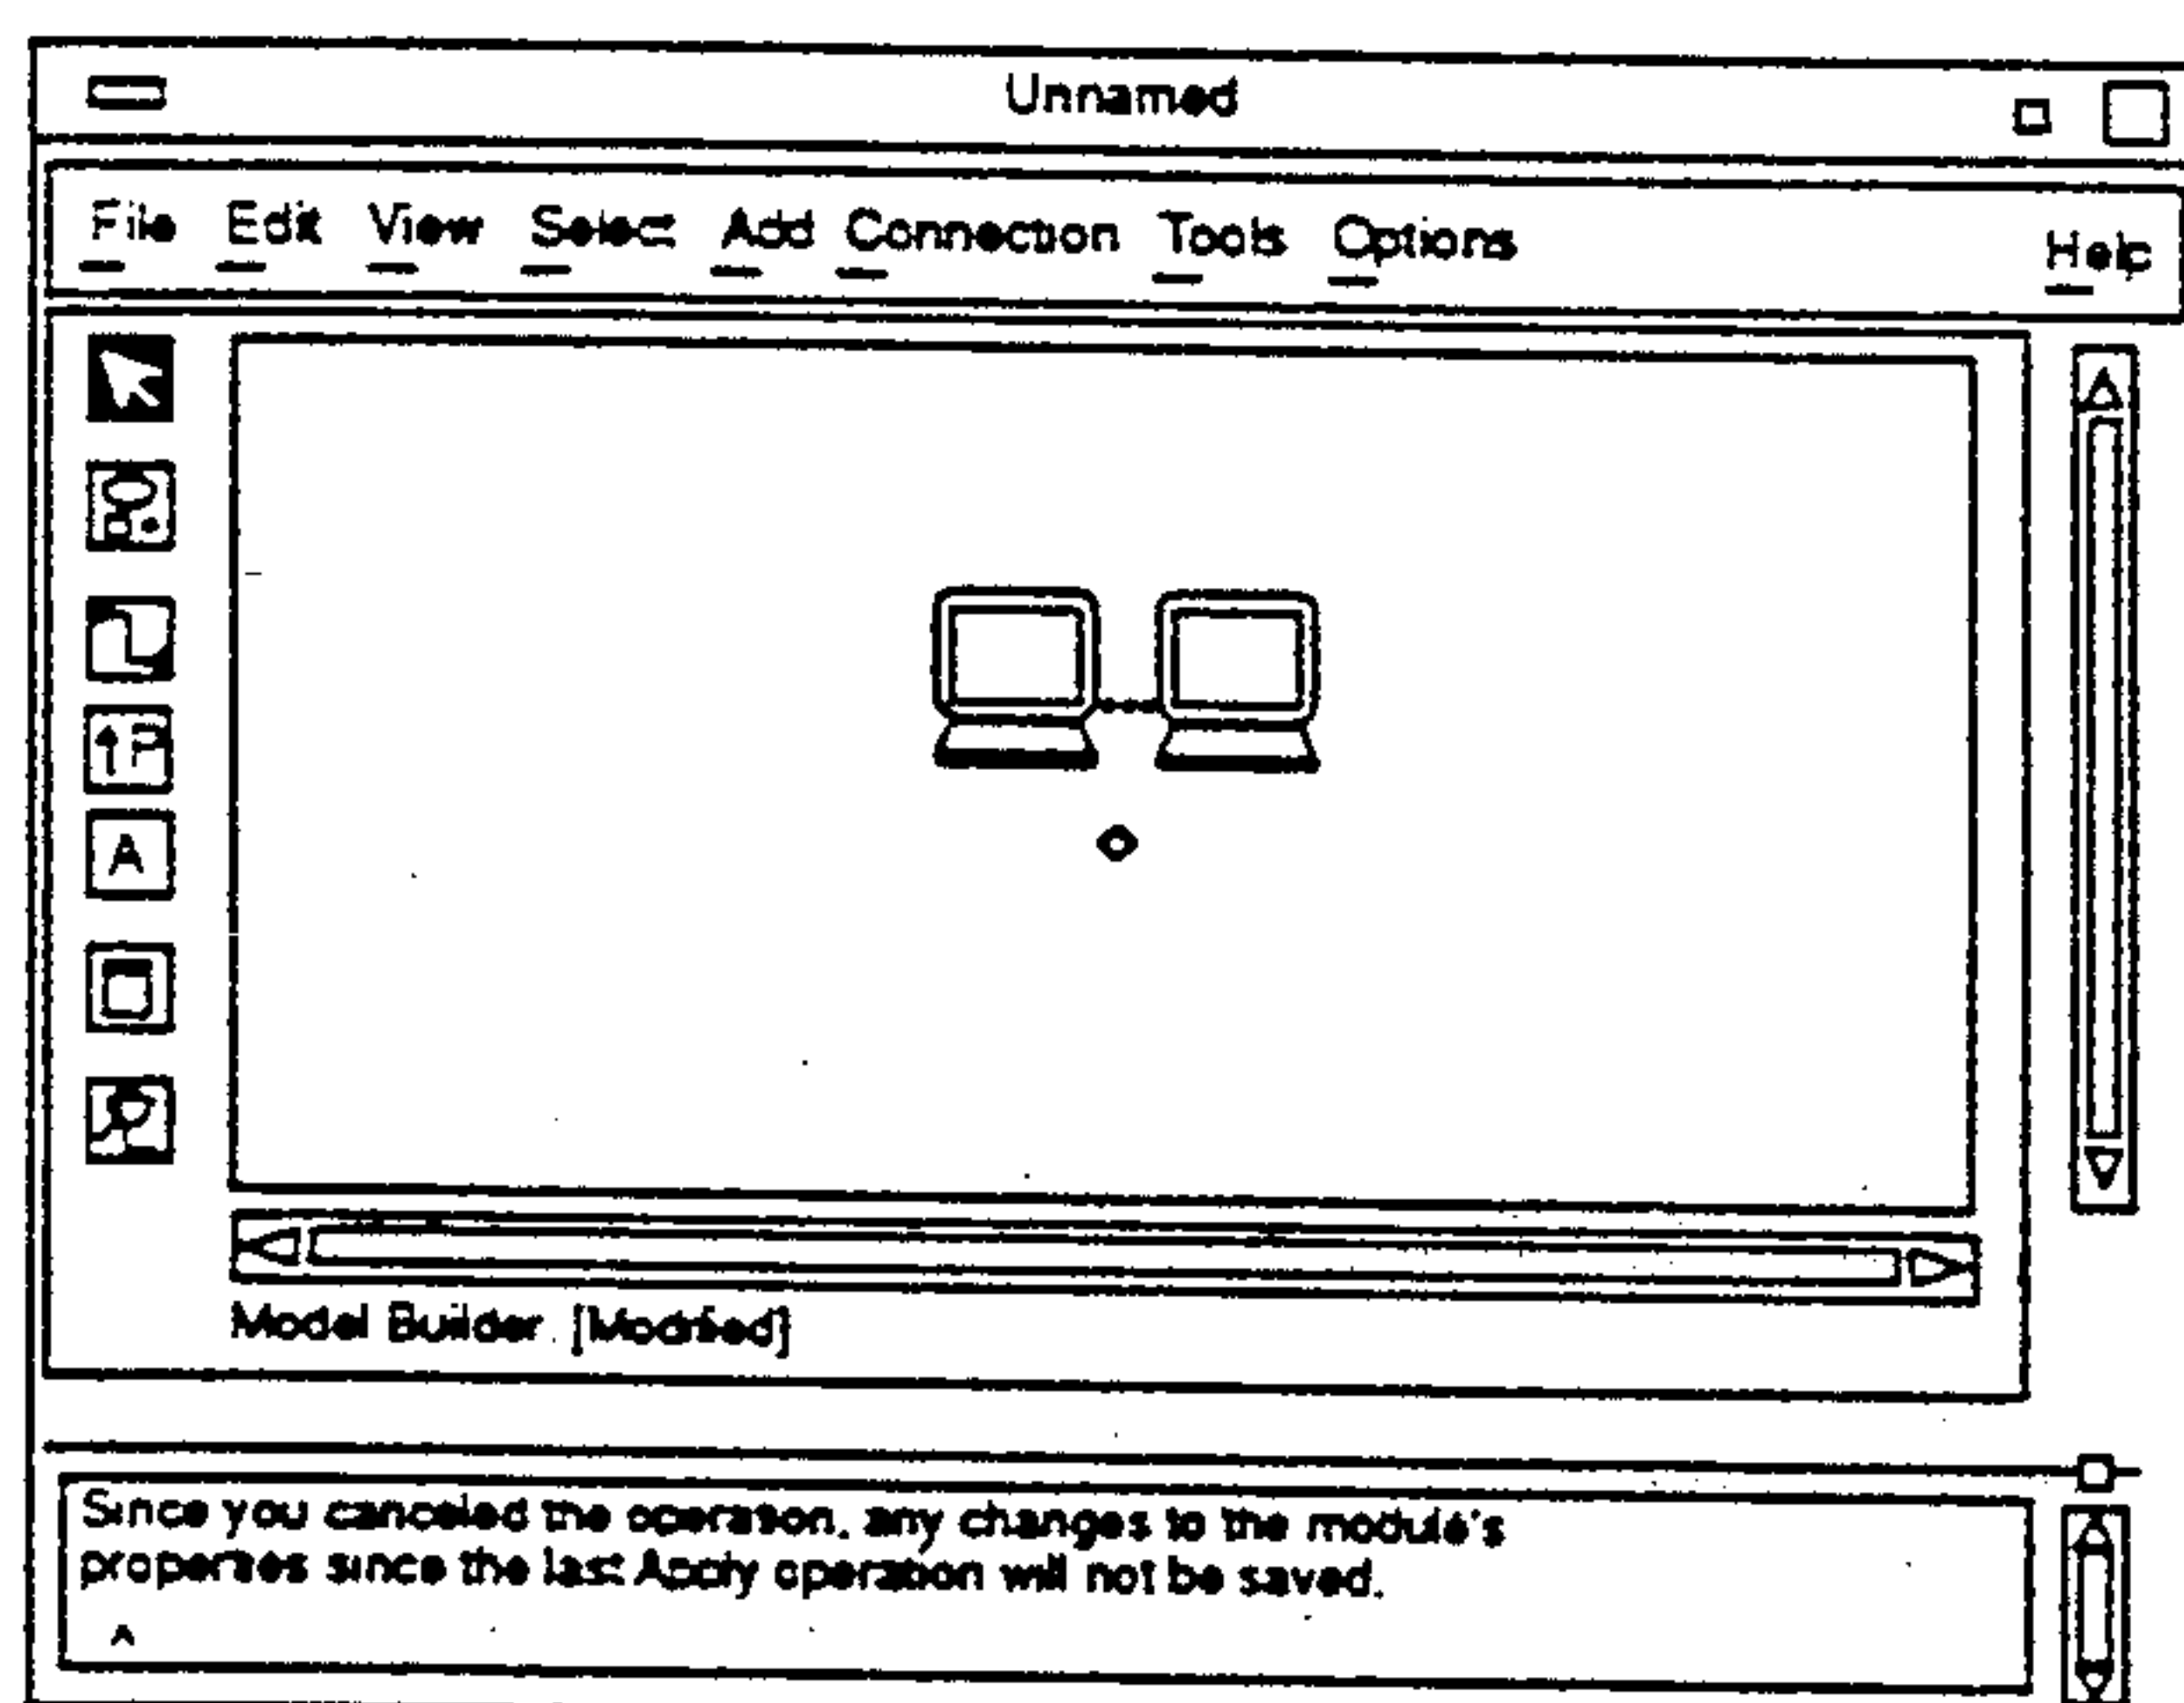 Unnamed
File Edit View Select Add Connection Tools Options Help
A
Model Builder [Modified]
Since you canceled the operation, any changes to the module's
properties since the last Apply operation will not be saved.
^